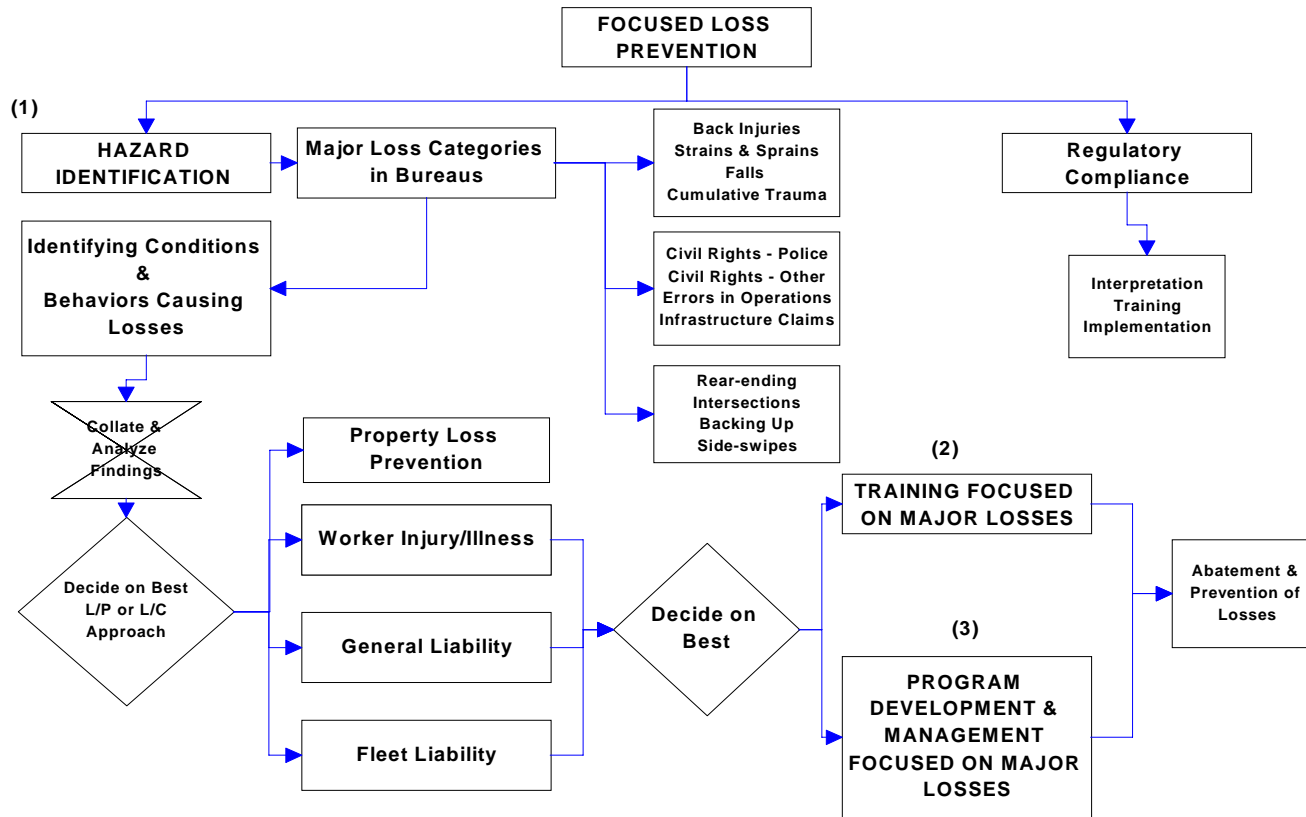 FOCUSED LOSS
PREVENTION
(1)
HAZARD
IDENTIFICATION
Major Loss Categories
in Bureaus
Back Injuries
Strains & Sprains
Falls
Cumulative Trauma
Regulatory
Compliance
Identifying Conditions
&
Behaviors Causing
Losses
Civil Rights - Police
Civil Rights - Other
Errors in Operations
Infrastructure Claims
Interpretation
Training
Implementation
Rear-ending
Intersections
Backing Up
Side-swipes
Collate &
Analyze
Findings
Property Loss
Prevention
(2)
TRAINING FOCUSED
ON MAJOR LOSSES
Worker Injury/Illness
Decide on Best
L/P or L/C
Approach
General Liability
Decide on
Best
Abatement &
Prevention of
Losses
(3)
PROGRAM
DEVELOPMENT &
MANAGEMENT
FOCUSED ON MAJOR
LOSSES
Fleet Liability